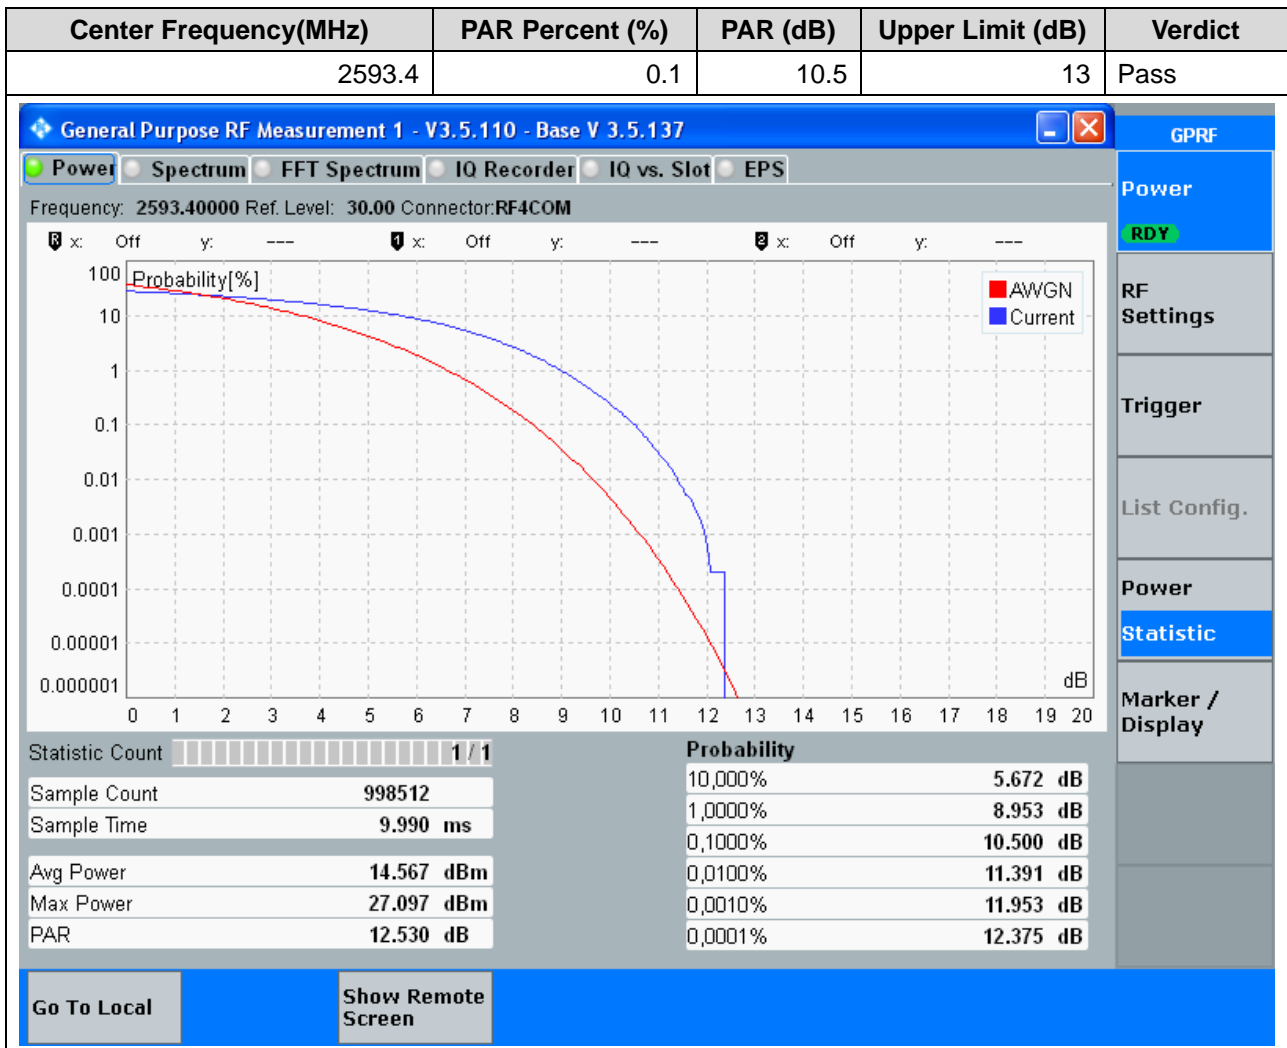 Center Frequency(MHz) PAR Percent (%) PAR (dB) Upper Limit (dB) Verdict
2593.4 0.1 10.5 13 Pass
General Purpose RF Measurement 1 - V3.5.110 - Base V 3.5.137
GPRF
Power Spectrum FFT Spectrum IQ Recorder IQ vs. Slot EPS
Power
RDY
Frequency: 2593.40000 Ref. Level: 30.00 Connector:RF4COM
R x: Off y: --- 1 x: Off y: --- 2 x: Off y: ---
100 Probability[%]
AWGN
Current
10
1
0.1
0.01
0.001
0.0001
0.00001
0.000001
dB
0 1 2 3 4 5 6 7 8 9 10 11 12 13 14 15 16 17 18 19 20
RF
Settings
Trigger
List Config.
Power
Statistic
Marker /
Display
Statistic Count 1 / 1
Sample Count 998512
Sample Time 9.990 ms
Avg Power 14.567 dBm
Max Power 27.097 dBm
PAR 12.530 dB
Probability
10,000% 5.672 dB
1,0000% 8.953 dB
0,1000% 10.500 dB
0,0100% 11.391 dB
0,0010% 11.953 dB
0,0001% 12.375 dB
Go To Local
Show Remote
Screen